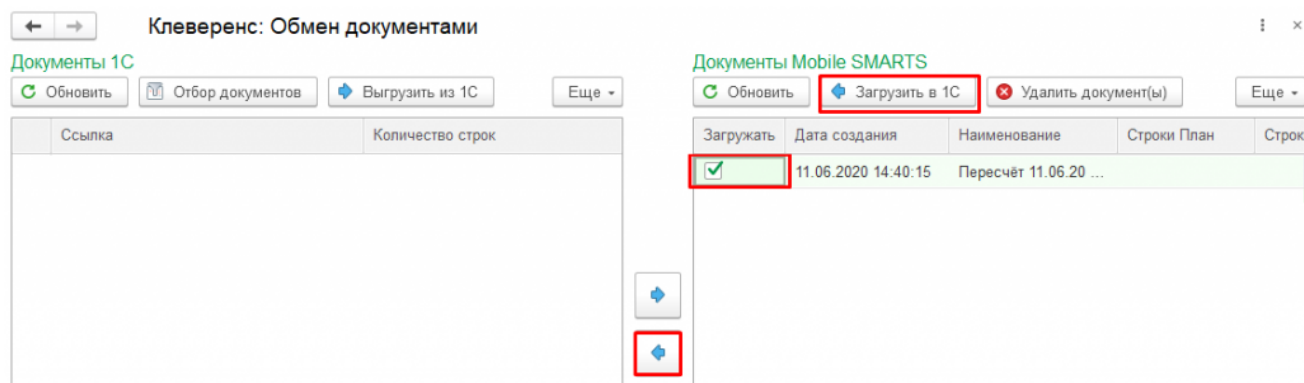 Клеверенс: Обмен документами
Документы 1С
Обновить Отбор документов Выгрузить из 1С Еще
Ссылка Количество строк
Документы Mobile SMARTS
Обновить Загрузить в 1С Удалить документ(ы) Еще
Загружать Дата создания Наименование Строки План Строк
11.06.2020 14:40:15 Пересчёт 11.06.20 ...